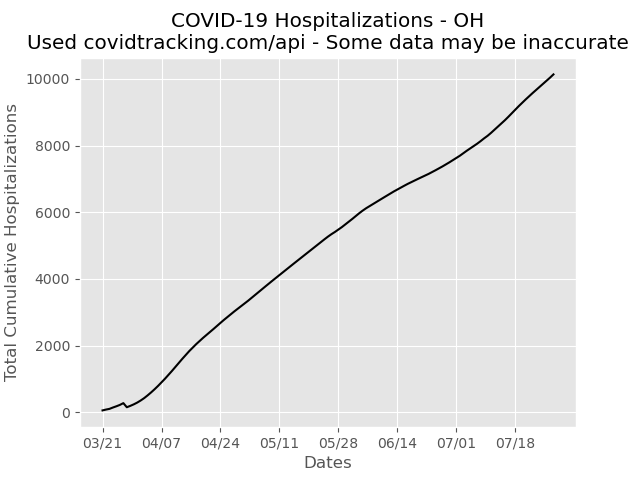 COVID-19 Hospitalizations - OH
Used covidtracking.com/api - Some data may be inaccurate
Total Cumulative Hospitalizations
10000
8000
6000
4000
2000
0
03/21 04/07 04/24 05/11 05/28 06/14 07/01 07/18
Dates